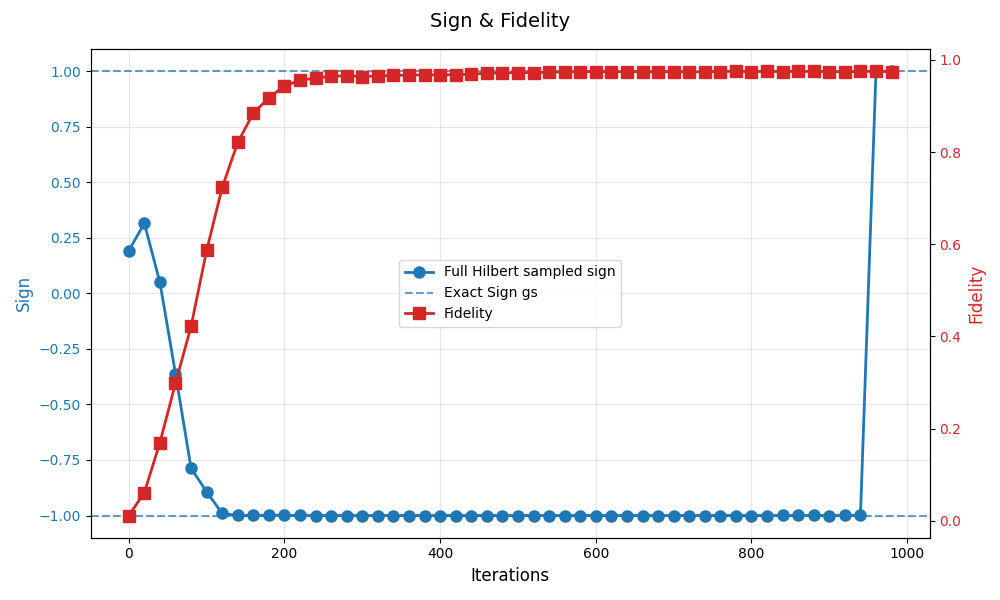 Sign & Fidelity
1.00
0.75
0.50
0.25
0.00
−0.25
−0.50
−0.75
−1.00
Sign
Full Hilbert sampled sign
Exact Sign gs
Fidelity
1.0
0.8
0.6
0.4
0.2
0.0
Fidelity
0 200 400 600 800 1000
Iterations